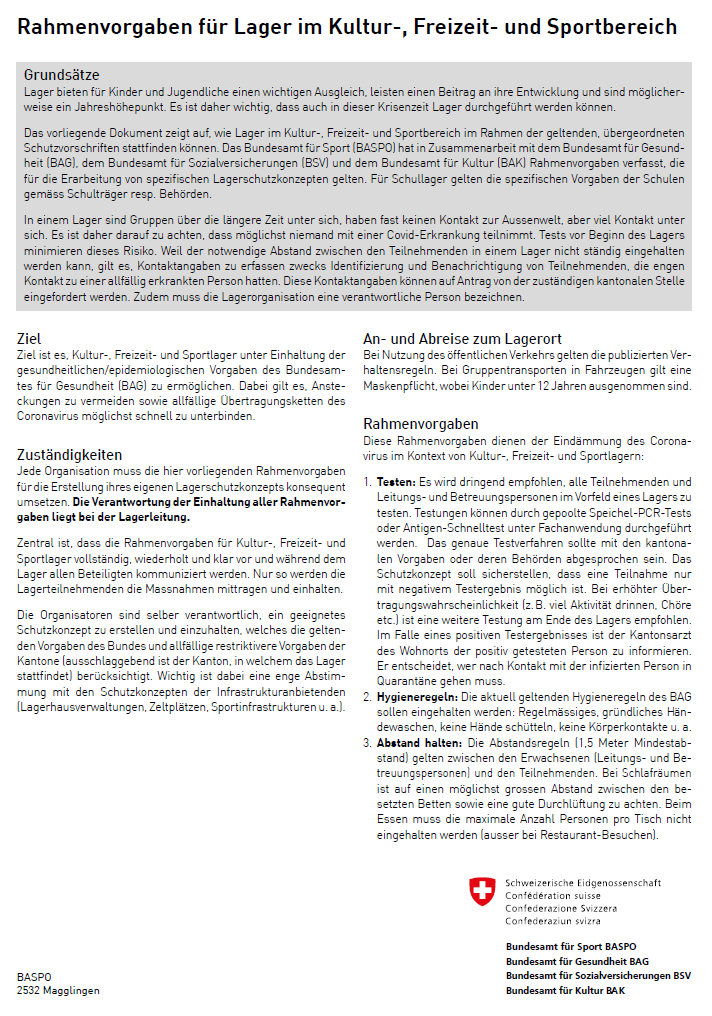 Rahmenvorgaben für Lager im Kultur-, Freizeit- und Sportbereich
Grundsätze
Lager bieten für Kinder und Jugendliche einen wichtigen Ausgleich, leisten einen Beitrag an ihre Entwicklung und sind möglicher-
weise ein Jahreshöhepunkt. Es ist daher wichtig, dass auch in dieser Krisenzeit Lager durchgeführt werden können.
Das vorliegende Dokument zeigt auf, wie Lager im Kultur-, Freizeit- und Sportbereich im Rahmen der geltenden, übergeordneten
Schutzvorschriften stattfinden können. Das Bundesamt für Sport (BASPO) hat in Zusammenarbeit mit dem Bundesamt für Gesund-
heit (BAG), dem Bundesamt für Sozialversicherungen (BSV) und dem Bundesamt für Kultur (BAK) Rahmenvorgaben verfasst, die
für die Erarbeitung von spezifischen Lagerschutzkonzepten gelten. Für Schullager gelten die spezifischen Vorgaben der Schulen
gemäss Schulträger resp. Behörden.
In einem Lager sind Gruppen über die längere Zeit unter sich, haben fast keinen Kontakt zur Aussenwelt, aber viel Kontakt unter
sich. Es ist daher darauf zu achten, dass möglichst niemand mit einer Covid-Erkrankung teilnimmt. Tests vor Beginn des Lagers
minimieren dieses Risiko. Weil der notwendige Abstand zwischen den Teilnehmenden in einem Lager nicht ständig eingehalten
werden kann, gilt es, Kontaktangaben zu erfassen zwecks Identifizierung und Benachrichtigung von Teilnehmenden, die engen
Kontakt zu einer allfällig erkrankten Person hatten. Diese Kontaktangaben können auf Antrag von der zuständigen kantonalen Stelle
eingefordert werden. Zudem muss die Lagerorganisation eine verantwortliche Person bezeichnen.
Ziel
Ziel ist es, Kultur-, Freizeit- und Sportlager unter Einhaltung der
gesundheitlichen/epidemiologischen Vorgaben des Bundesam-
tes für Gesundheit (BAG) zu ermöglichen. Dabei gilt es, Anste-
ckungen zu vermeiden sowie allfällige Übertragungsketten des
Coronavirus möglichst schnell zu unterbinden.
Zuständigkeiten
Jede Organisation muss die hier vorliegenden Rahmenvorgaben
für die Erstellung ihres eigenen Lagerschutzkonzepts konsequent
umsetzen. Die Verantwortung der Einhaltung aller Rahmenvor-
gaben liegt bei der Lagerleitung.
Zentral ist, dass die Rahmenvorgaben für Kultur-, Freizeit- und
Sportlager vollständig, wiederholt und klar vor und während dem
Lager allen Beteiligten kommuniziert werden. Nur so werden die
Lagerteilnehmenden die Massnahmen mittragen und einhalten.
Die Organisatoren sind selber verantwortlich, ein geeignetes
Schutzkonzept zu erstellen und einzuhalten, welches die gelten-
den Vorgaben des Bundes und allfällige restriktivere Vorgaben der
Kantone (ausschlaggebend ist der Kanton, in welchem das Lager
stattfindet) berücksichtigt. Wichtig ist dabei eine enge Abstim-
mung mit den Schutzkonzepten der Infrastrukturanbietenden
(Lagerhausverwaltungen, Zeltplätzen, Sportinfrastrukturen u. a.).
An- und Abreise zum Lagerort
Bei Nutzung des öffentlichen Verkehrs gelten die publizierten Ver-
haltensregeln. Bei Gruppentransporten in Fahrzeugen gilt eine
Maskenpflicht, wobei Kinder unter 12 Jahren ausgenommen sind.
Rahmenvorgaben
Diese Rahmenvorgaben dienen der Eindämmung des Corona-
virus im Kontext von Kultur-, Freizeit- und Sportlagern:
1. Testen: Es wird dringend empfohlen, alle Teilnehmenden und
Leitungs- und Betreuungspersonen im Vorfeld eines Lagers zu
testen. Testungen können durch gepoolte Speichel-PCR-Tests
oder Antigen-Schnelltest unter Fachanwendung durchgeführt
werden. Das genaue Testverfahren sollte mit den kantona-
len Vorgaben oder deren Behörden abgesprochen sein. Das
Schutzkonzept soll sicherstellen, dass eine Teilnahme nur
mit negativem Testergebnis möglich ist. Bei erhöhter Über-
tragungswahrscheinlichkeit (z. B. viel Aktivität drinnen, Chöre
etc.) ist eine weitere Testung am Ende des Lagers empfohlen.
Im Falle eines positiven Testergebnisses ist der Kantonsarzt
des Wohnorts der positiv getesteten Person zu informieren.
Er entscheidet, wer nach Kontakt mit der infizierten Person in
Quarantäne gehen muss.
2. Hygieneregeln: Die aktuell geltenden Hygieneregeln des BAG
sollen eingehalten werden: Regelmässiges, gründliches Hän-
dewaschen, keine Hände schütteln, keine Körperkontakte u. a.
3. Abstand halten: Die Abstandsregeln (1,5 Meter Mindestab-
stand) gelten zwischen den Erwachsenen (Leitungs- und Be-
treuungspersonen) und den Teilnehmenden. Bei Schlafräumen
ist auf einen möglichst grossen Abstand zwischen den be-
setzten Betten sowie eine gute Durchlüftung zu achten. Beim
Essen muss die maximale Anzahl Personen pro Tisch nicht
eingehalten werden (ausser bei Restaurant-Besuchen).
Schweizerische Eidgenossenschaft
Confédération suisse
Confederazione Svizzera
Confederaziun svizra
Bundesamt für Sport BASPO
Bundesamt für Gesundheit BAG
Bundesamt für Sozialversicherungen BSV
Bundesamt für Kultur BAK
BASPO
2532 Magglingen